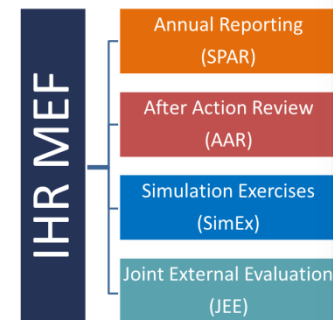 IHR MEF
Annual Reporting
(SPAR)
After Action Review
(AAR)
Simulation Exercises
(SimEx)
Joint External Evaluation
(JEE)